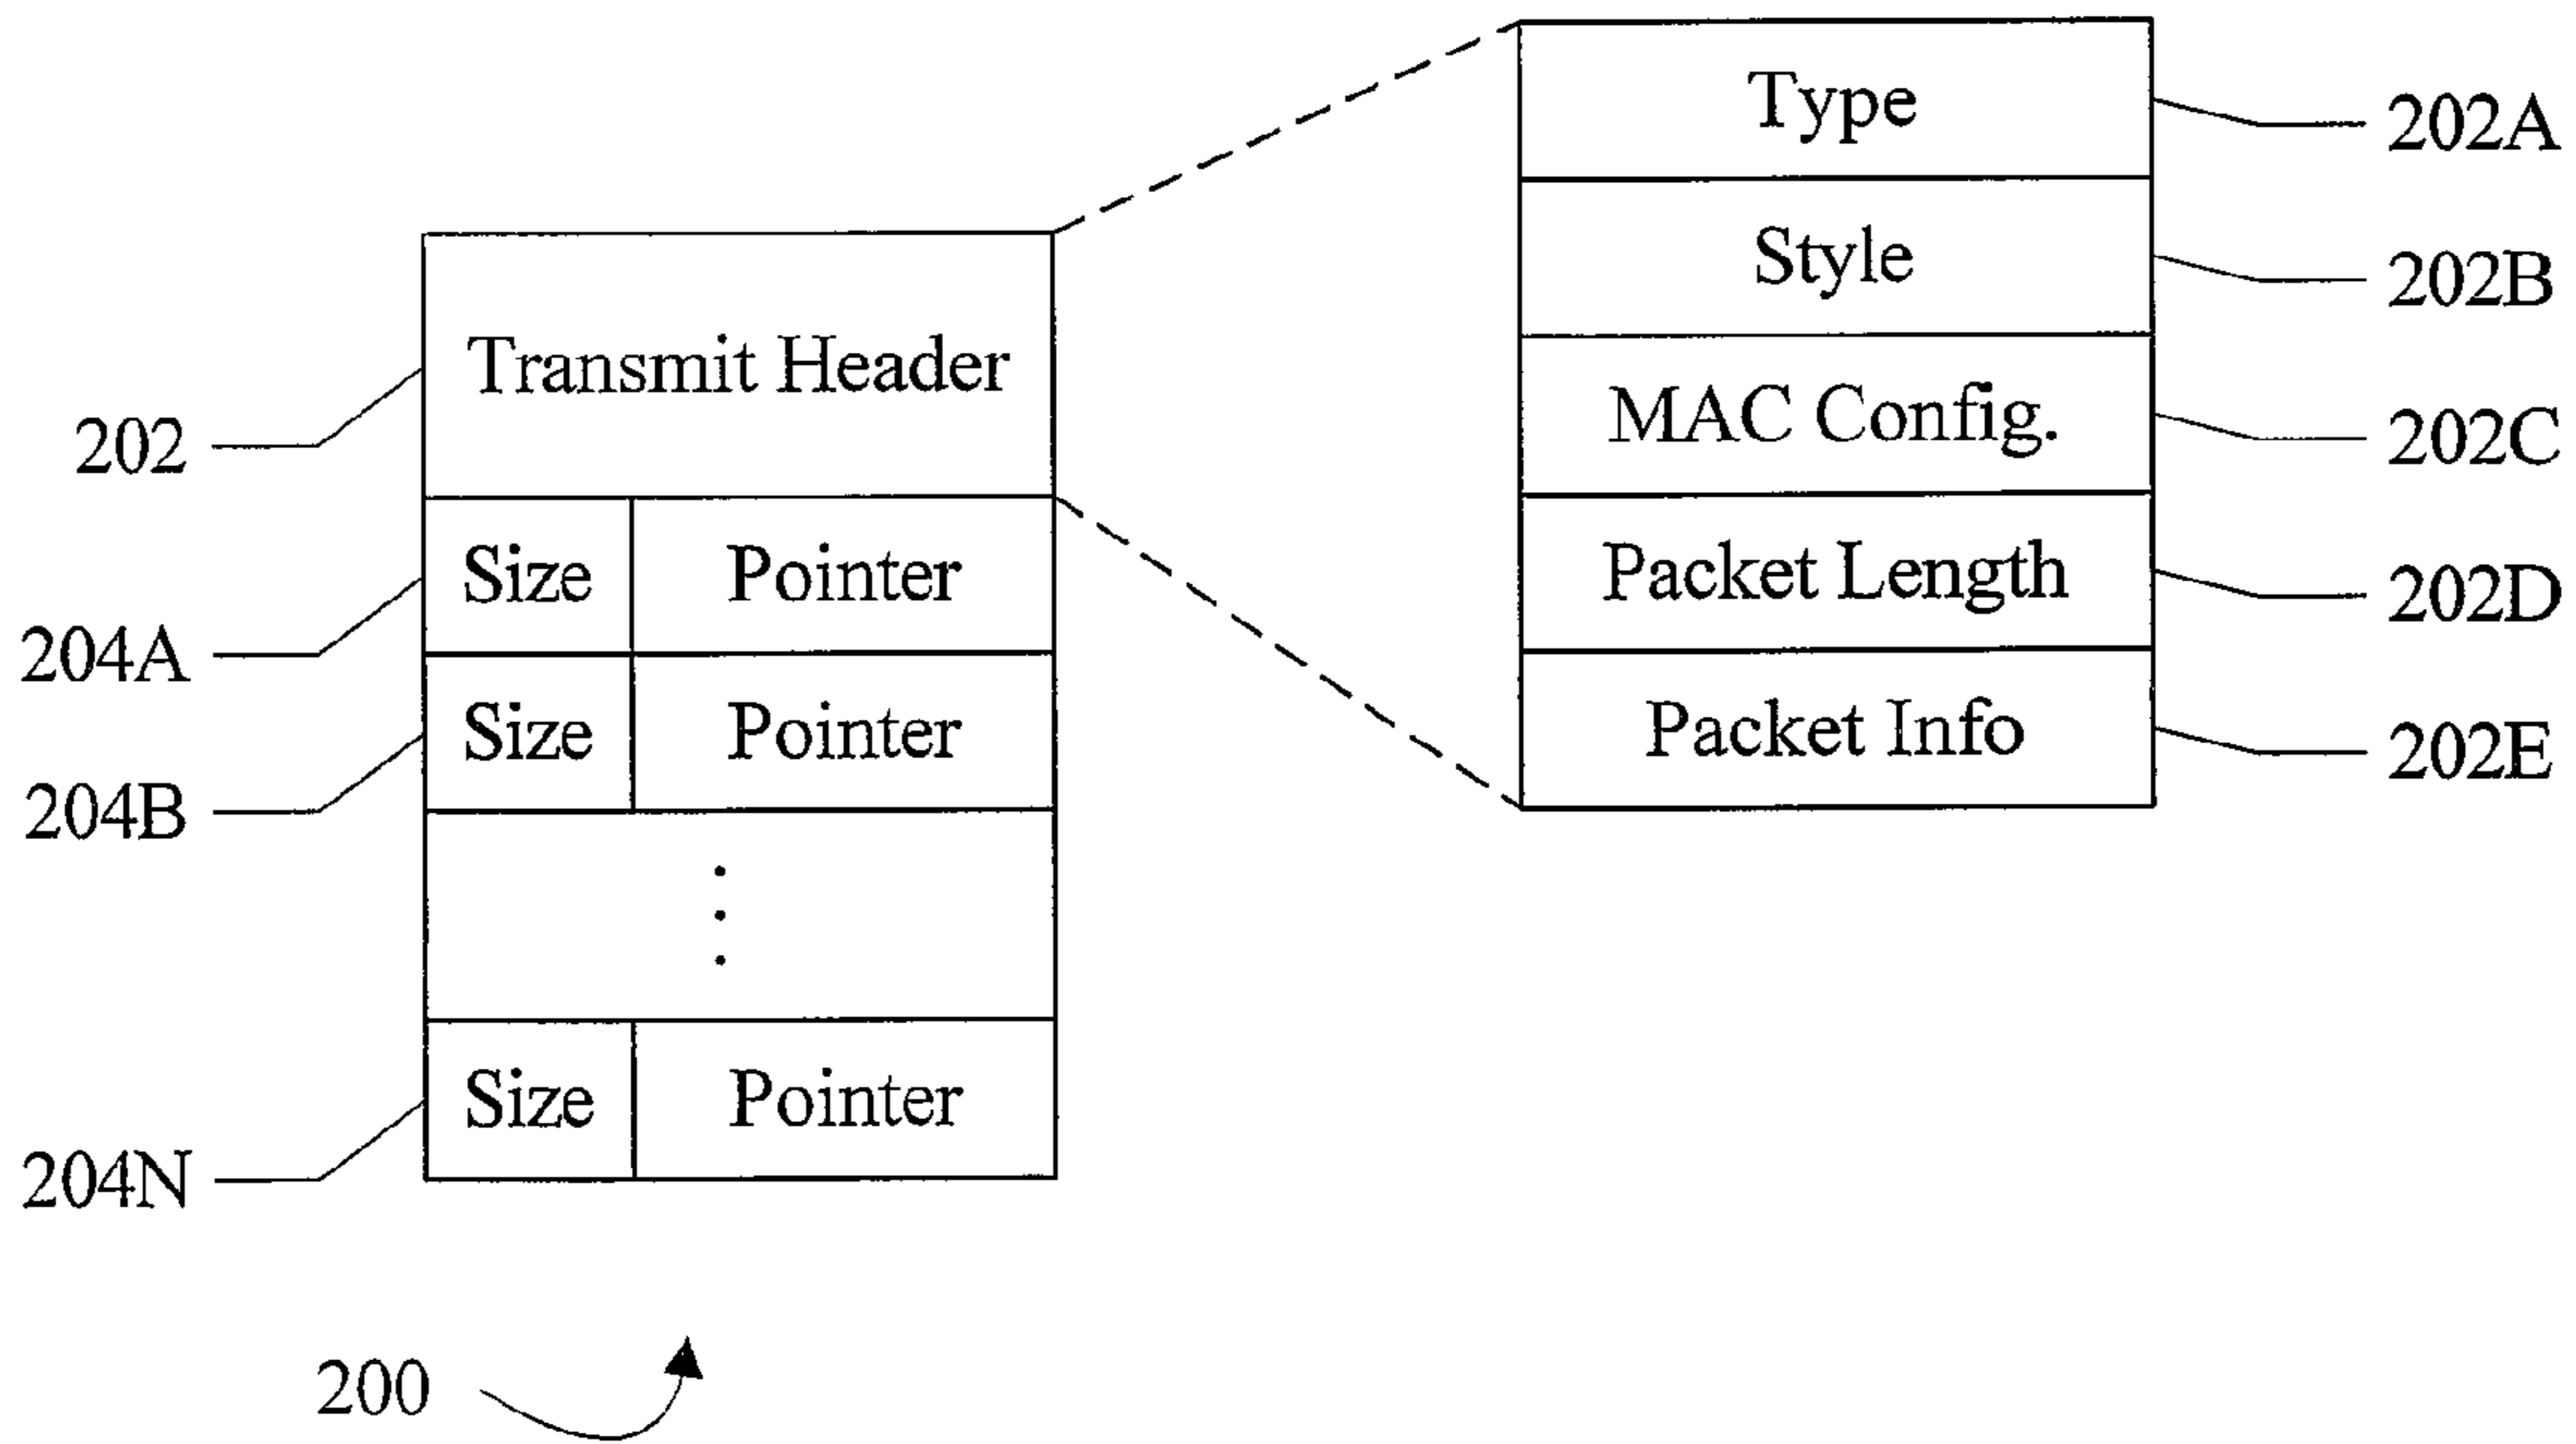 Type
202A
Style
202B
Transmit Header
MAC Config.
202
202C
Size Pointer
Packet Length
204A
202D
Size Pointer
Packet Info
204B
202E
Size Pointer
204N
200